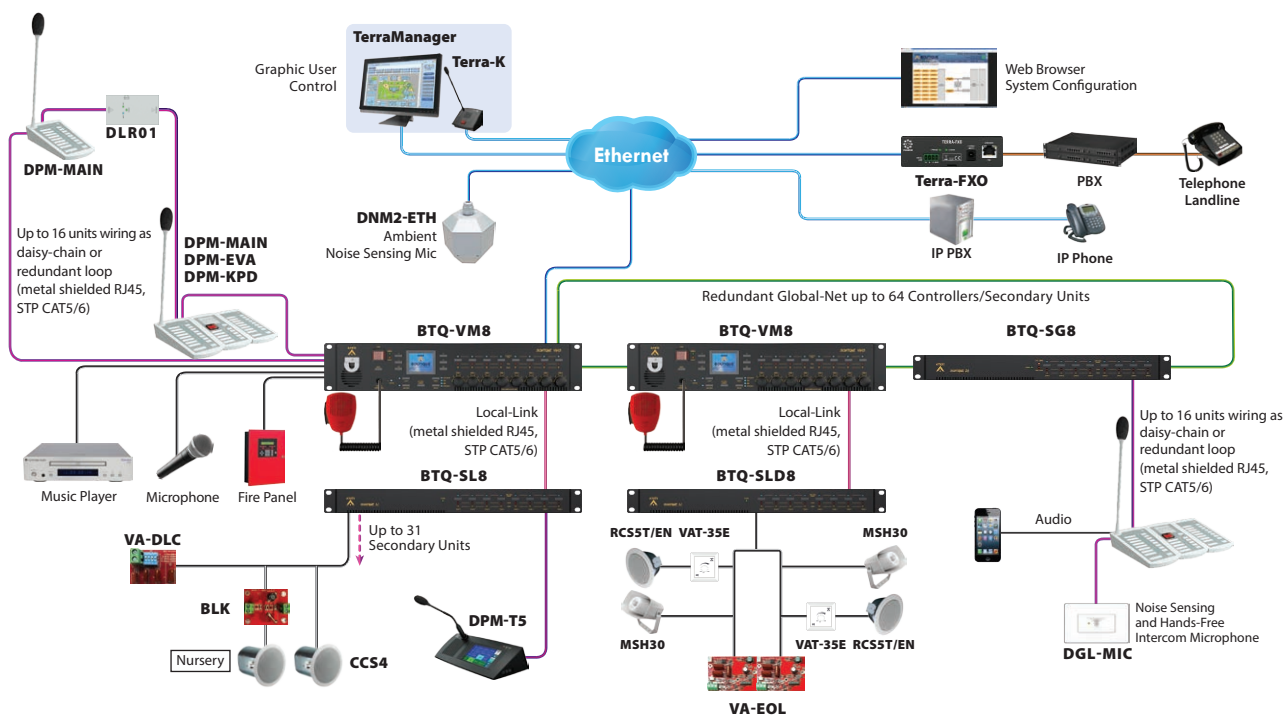 TerraManager
Terra-K
Graphic User
Control
Web Browser
System Configuration
DLR01
DPM-MAIN
Ethernet
TERRA-FXO
Terra-FXO
PBX
Telephone
Landline
DNM2-ETH
Ambient
Noise Sensing Mic
IP PBX
IP Phone
Up to 16 units wiring as
daisy-chain or
redundant loop
(metal shielded RJ45,
STP CAT5/6)
DPM-MAIN
DPM-EVA
DPM-KPD
Redundant Global-Net up to 64 Controllers/Secondary Units
BTQ-VM8
BTQ-VM8
BTQ-SG8
Local-Link
(metal shielded RJ45,
STP CAT5/6)
Local-Link
(metal shielded RJ45,
STP CAT5/6)
Up to 16 units wiring as
daisy-chain or
redundant loop
(metal shielded RJ45,
STP CAT5/6)
Music Player
Microphone
Fire Panel
BTQ-SL8
BTQ-SLD8
Up to 31
Secondary Units
VA-DLC
RCS5T/EN
VAT-35E
MSH30
Audio
BLK
DPM-T5
Nursery
CCS4
MSH30
VAT-35E
RCS5T/EN
Noise Sensing
and Hands-Free
Intercom Microphone
DGL-MIC
VA-EOL